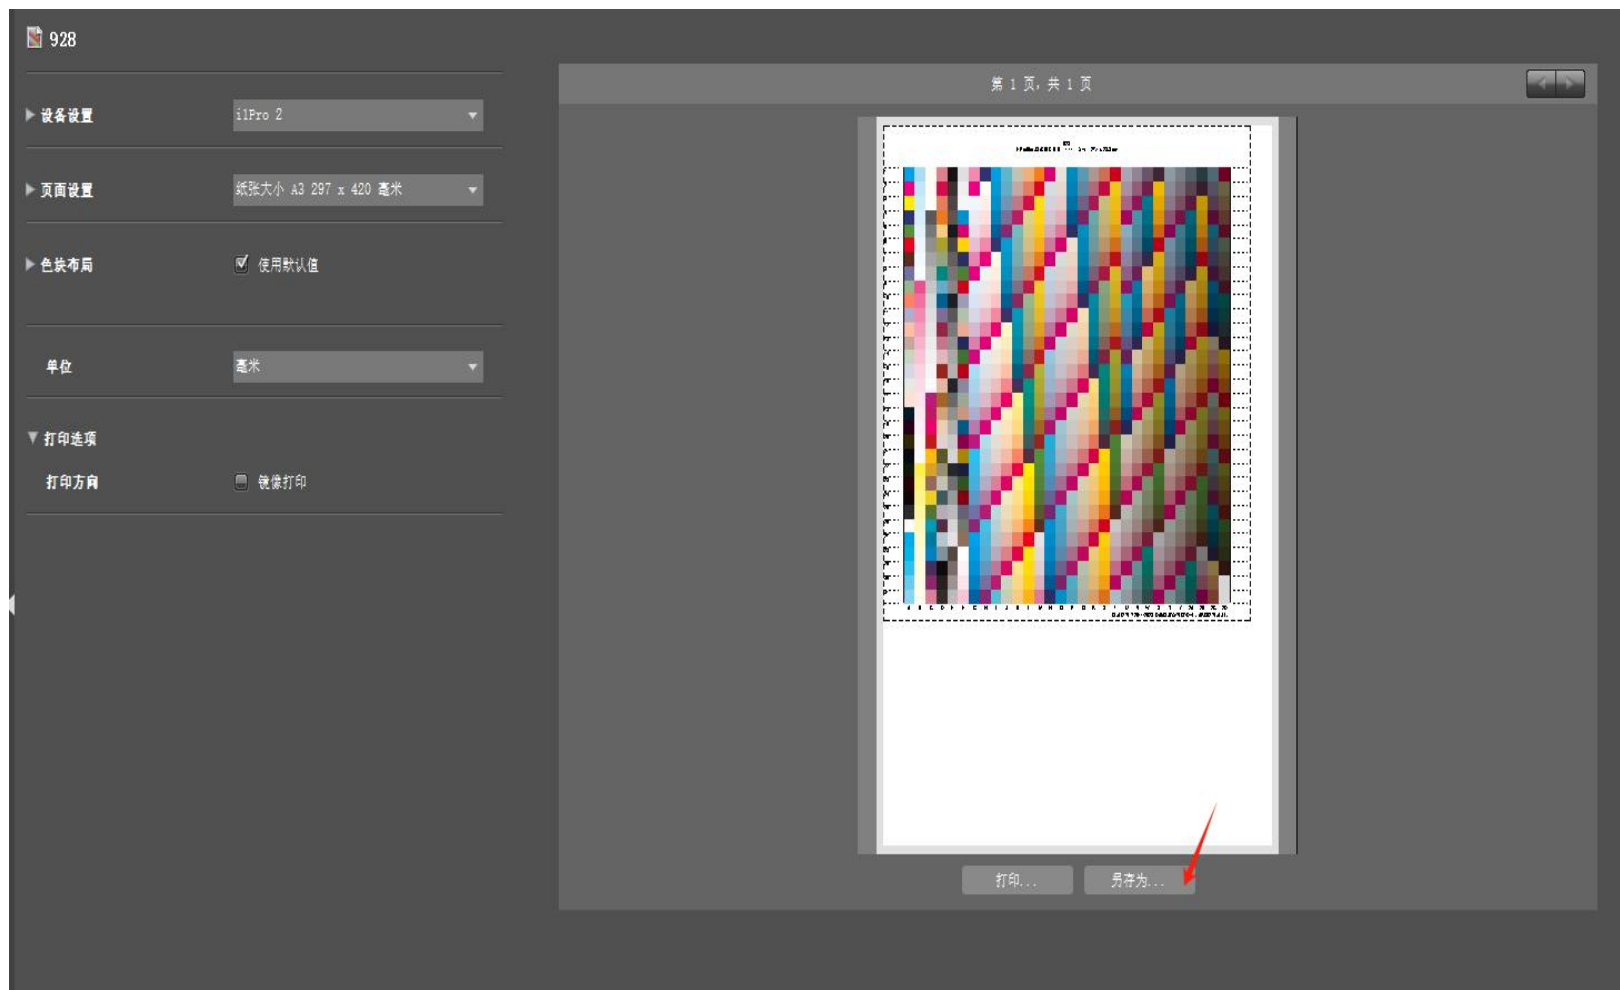 928
第 1 页, 共 1 页
设备设置
i1Pro 2
页面设置
纸张大小 A3 297 x 420 毫米
色块布局
使用默认值
单位
毫米
打印选项
打印方向
镜像打印
打印...
另存为...